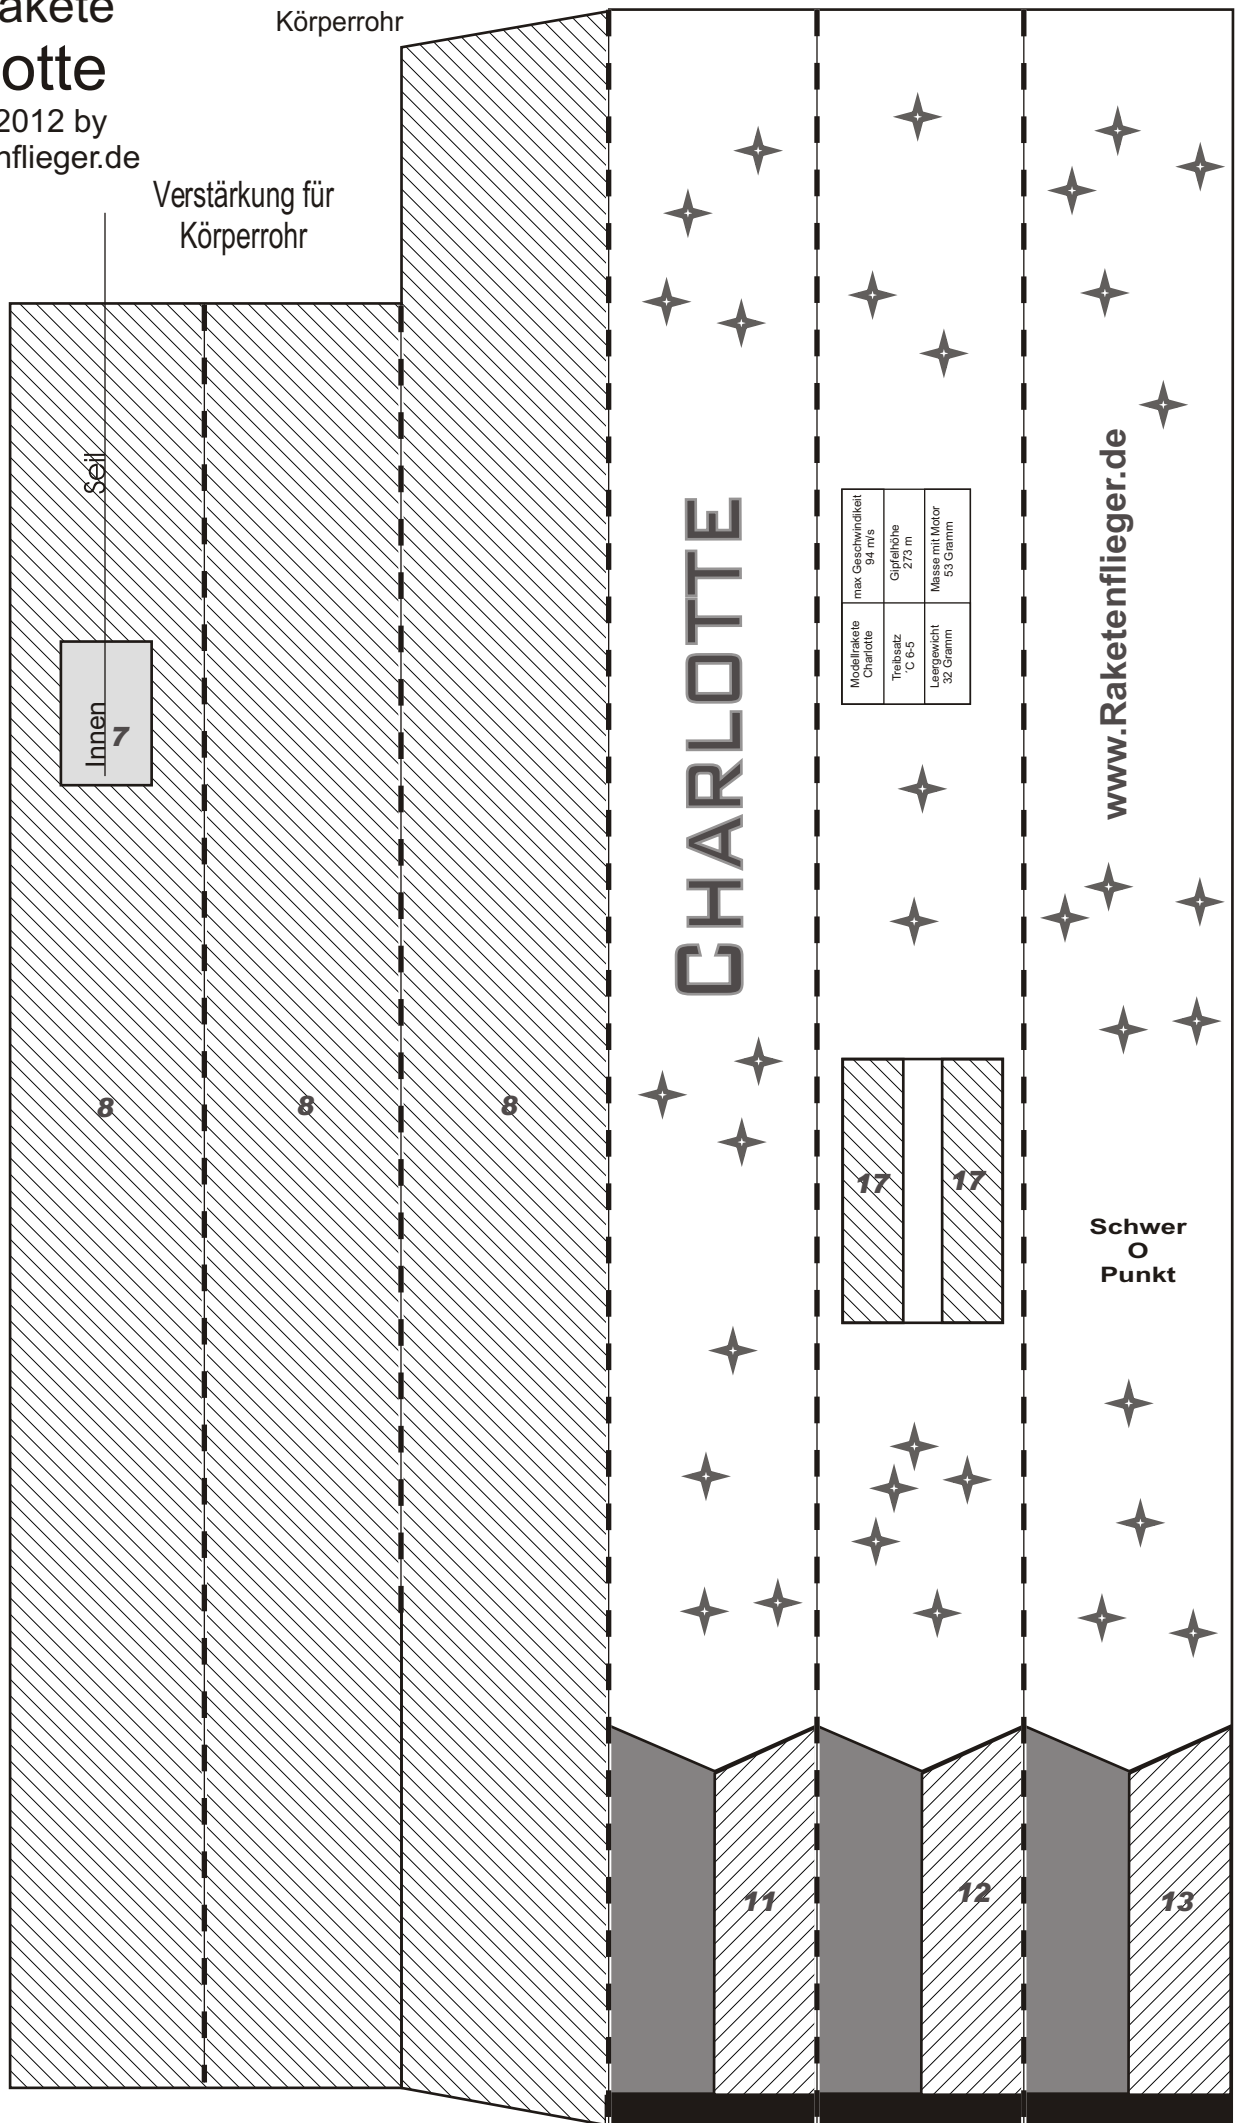 akete
otte
2012 by
nflieger.de
Körperrohr
Verstärkung für
Körperrohr
Seil
Innen
7
8
8
8
CHARLOTTE
Modellrakete
Charlotte
max Geschwindikeit
94 m/s
Treibsatz
´C 6-5
Gipfelhöhe
273 m
Leergewicht
32 Gramm
Masse mit Motor
53 Gramm
www.Raketenflieger.de
17
17
Schwer
O
Punkt
11
12
13